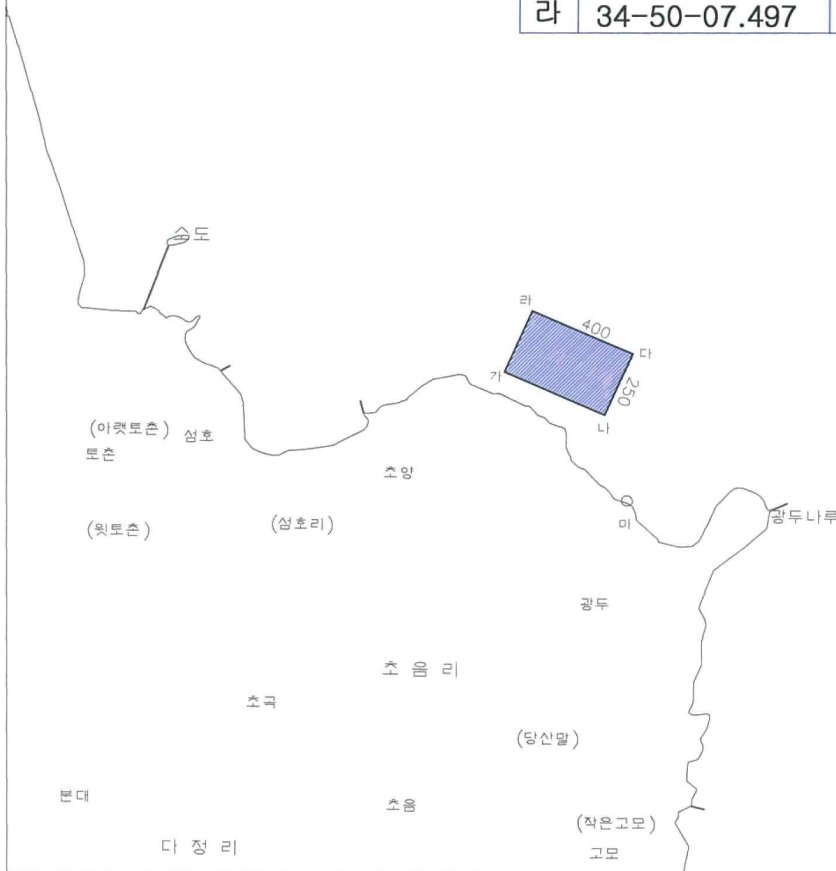 라 34-50-07.497
송도
라
400
다
가
250
나
(아랫토촌) 섬호
토촌
초양
(윗토촌)
(섬호리)
마
광두나루
광두
초음리
초곡
(당산말)
본대
초음
(작은고모)
다정리
고모